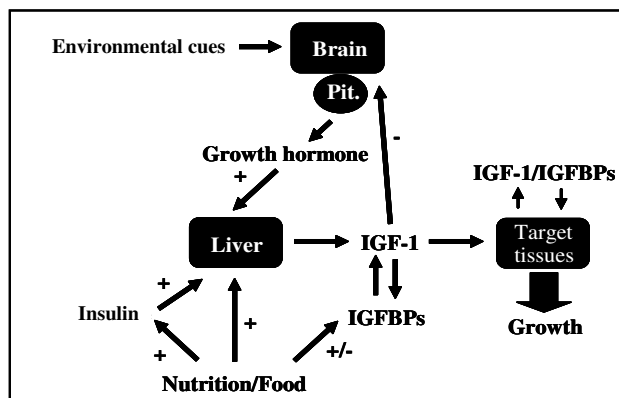 Environmental cues
Brain
Pit.
-
Growth hormone
+
IGF-1/IGFBPs
Liver
IGF-1
Target
tissues
+
Insulin
+
IGFBPs
+
+/-
Growth
Nutrition/Food